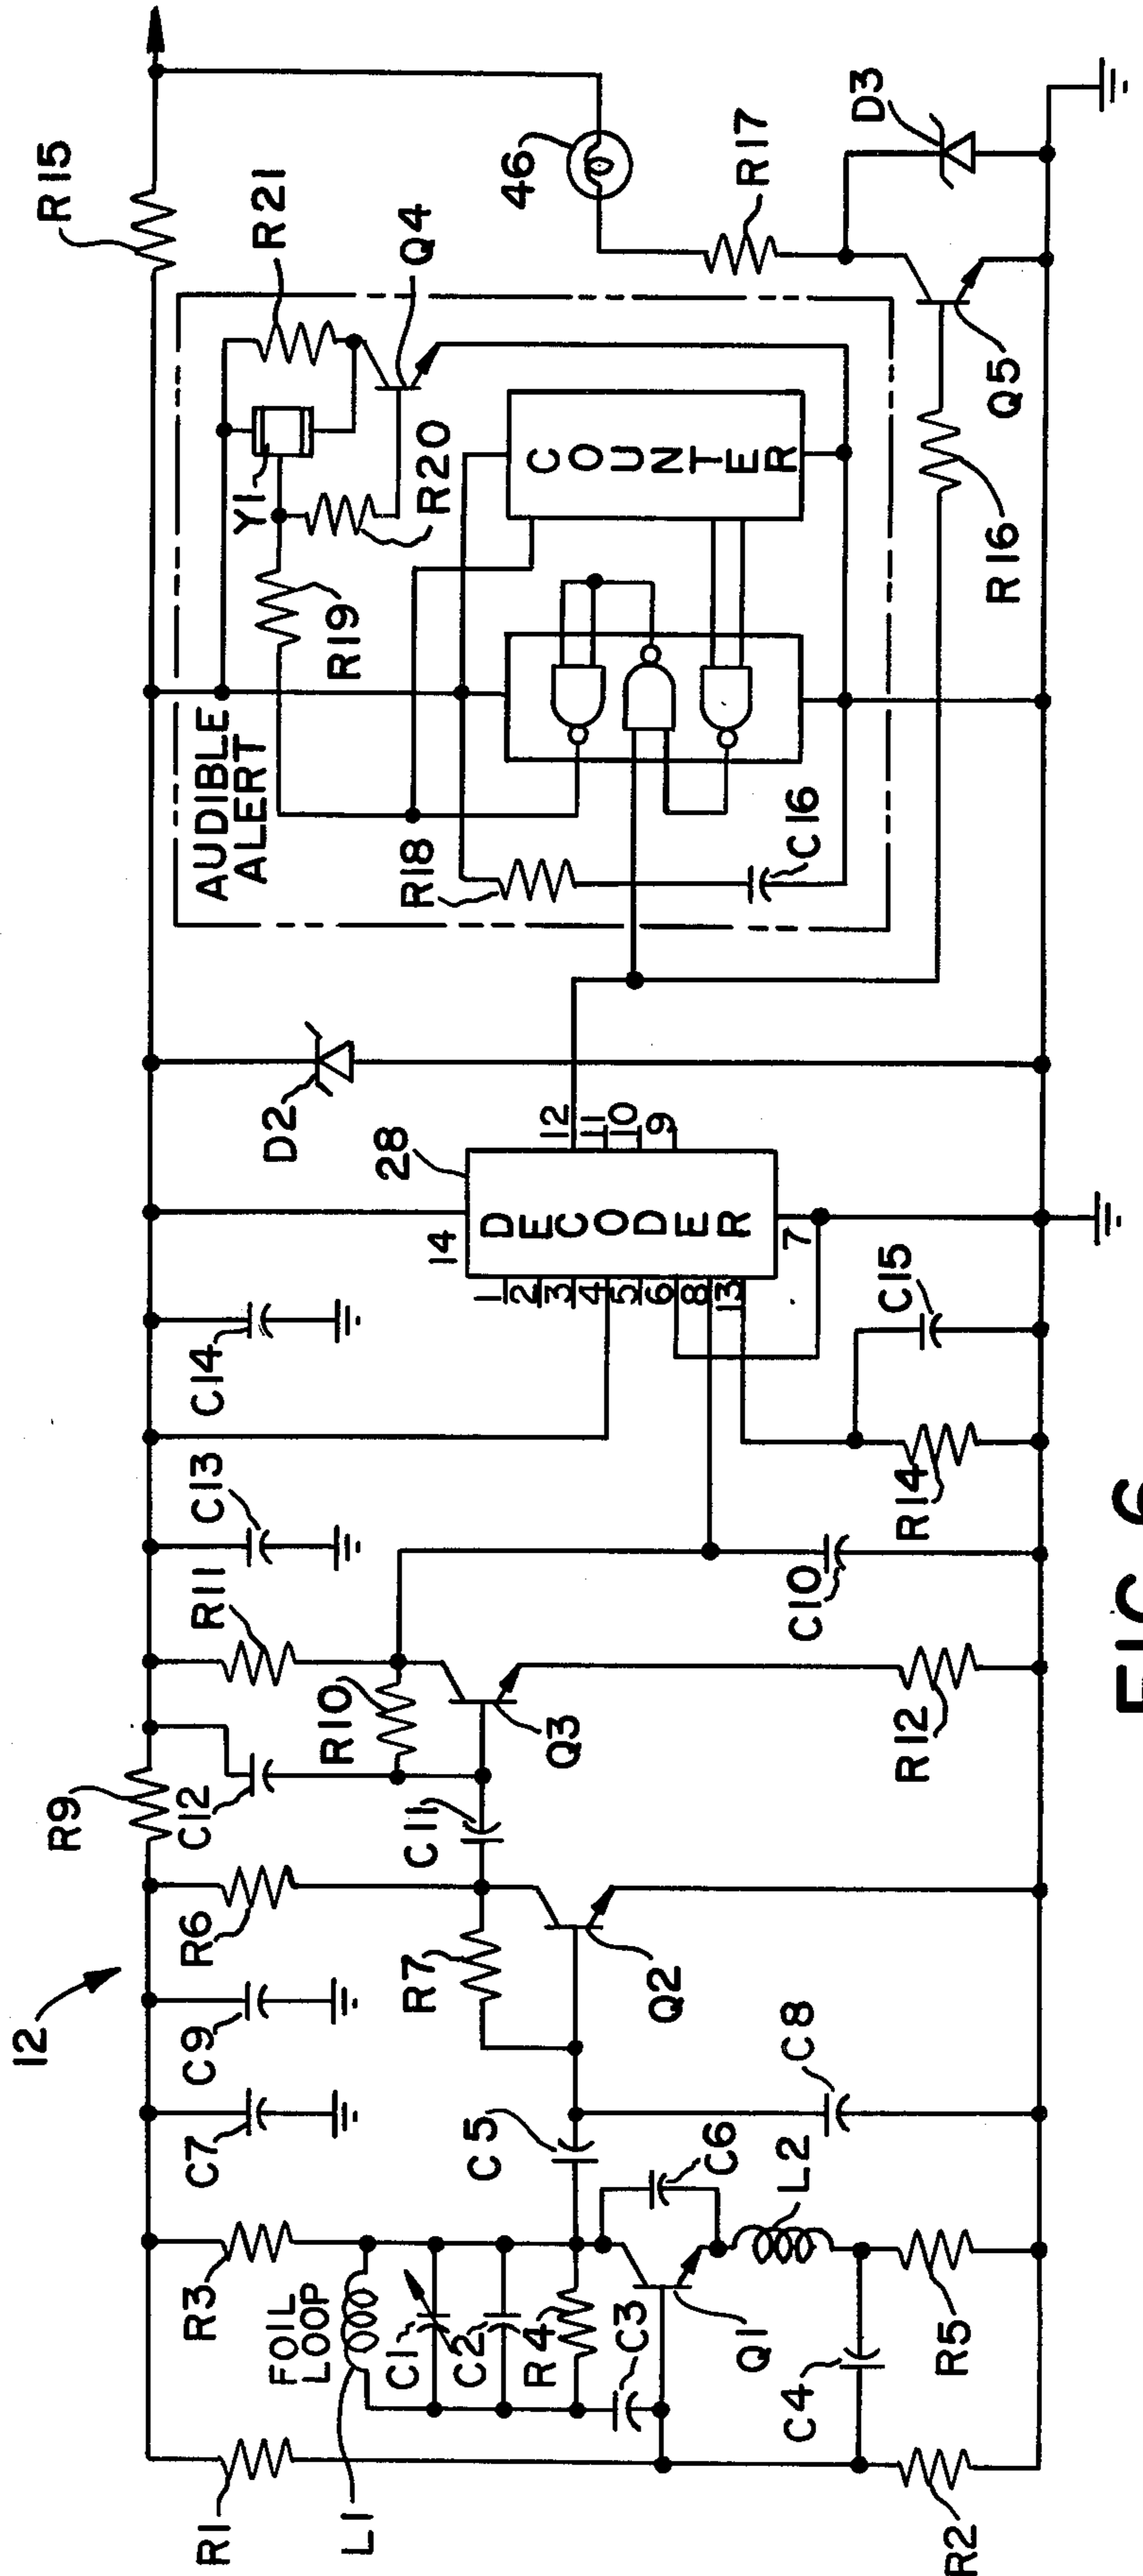 12
R1
L1
R3
FOIL
LOOP
C1
C2
R4
C3
Q1
C4
R2
R5
L2
C6
C5
C7
C9
C8
R6
R7
Q2
R9
C12
C11
R10
Q3
R11
R12
C13
C10
C14
R14
C15
DECODER
28
14
1
2
3
4
5
6
8
13
7
12
11
10
9
D2
AUDIBLE
ALERT
R18
C16
R19
Y1
R20
R21
Q4
COUNTER
R15
46
R17
D3
Q5
R16